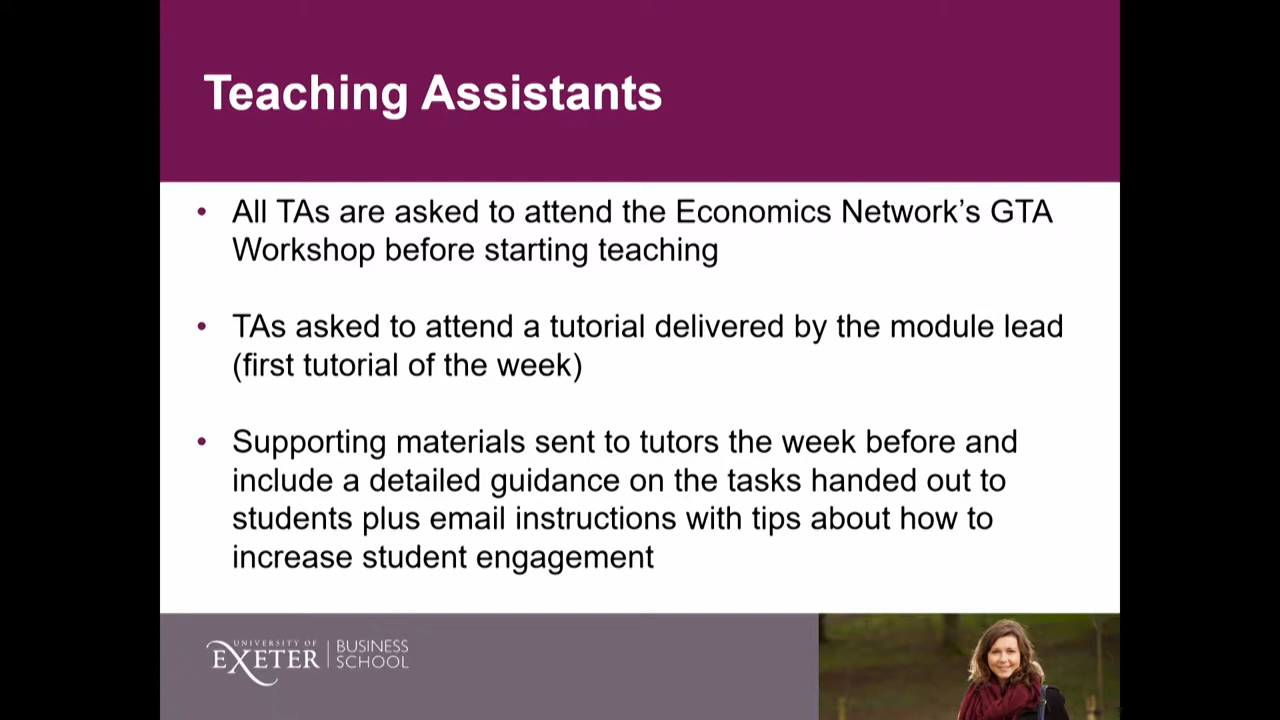 Teaching Assistants
• All TAs are asked to attend the Economics Network's GTA
Workshop before starting teaching
• TAs asked to attend a tutorial delivered by the module lead
(first tutorial of the week)
• Supporting materials sent to tutors the week before and
include a detailed guidance on the tasks handed out to
students plus email instructions with tips about how to
increase student engagement
UNIVERSITY OF
EXETER
BUSINESS
SCHOOL